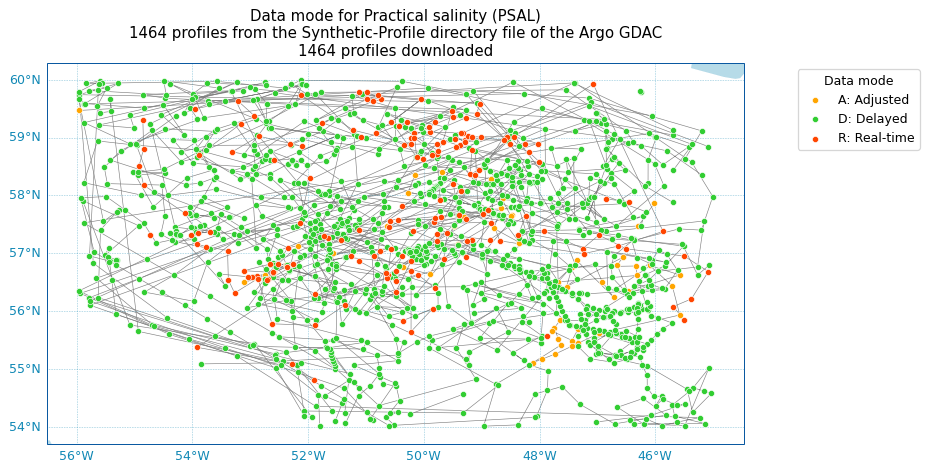 Data mode for Practical salinity (PSAL)
1464 profiles from the Synthetic-Profile directory file of the Argo GDAC
1464 profiles downloaded
60°N
59°N
58°N
57°N
56°N
55°N
54°N
56°W
54°W
52°W
50°W
48°W
46°W
Data mode
A: Adjusted
D: Delayed
R: Real-time